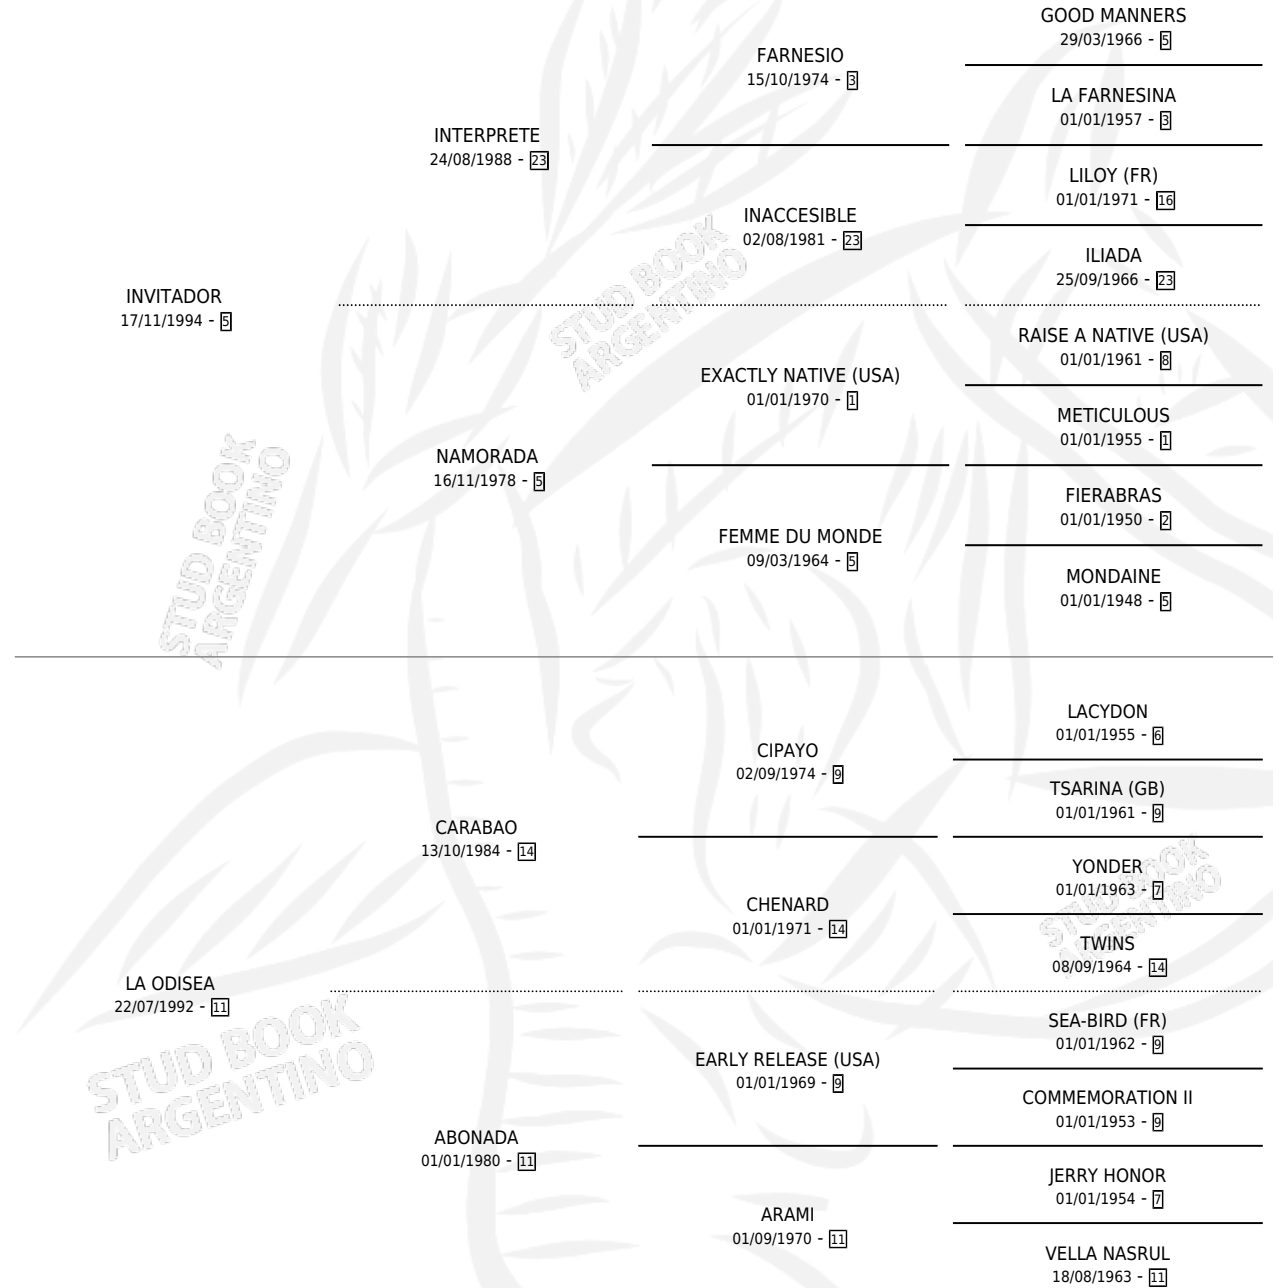 GOOD MANNERS
29/03/1966 - 5
FARNESIO
15/10/1974 - 3
LA FARNESINA
01/01/1957 - 3
INTERPRETE
24/08/1988 - 23
LILOY (FR)
01/01/1971 - 16
INACCESIBLE
02/08/1981 - 23
ILIADA
25/09/1966 - 23
INVITADOR
17/11/1994 - 5
RAISE A NATIVE (USA)
01/01/1961 - 8
EXACTLY NATIVE (USA)
01/01/1970 - 1
METICULOUS
01/01/1955 - 1
NAMORADA
16/11/1978 - 5
FIERABRAS
01/01/1950 - 2
FEMME DU MONDE
09/03/1964 - 5
MONDAINE
01/01/1948 - 5
LACYDON
01/01/1955 - 6
CIPAYO
02/09/1974 - 9
TSARINA (GB)
01/01/1961 - 9
CARABAO
13/10/1984 - 14
YONDER
01/01/1963 - 7
CHENARD
01/01/1971 - 14
TWINS
08/09/1964 - 14
LA ODISEA
22/07/1992 - 11
SEA-BIRD (FR)
01/01/1962 - 9
EARLY RELEASE (USA)
01/01/1969 - 9
COMMEMORATION II
01/01/1953 - 9
ABONADA
01/01/1980 - 11
JERRY HONOR
01/01/1954 - 7
ARAMI
01/09/1970 - 11
VELLA NASRUL
18/08/1963 - 11
STUD BOOK
ARGENTINO
STUD BOOK
ARGENTINO
STUD BOOK
ARGENTINO
STUD BOOK
ARGENTINO